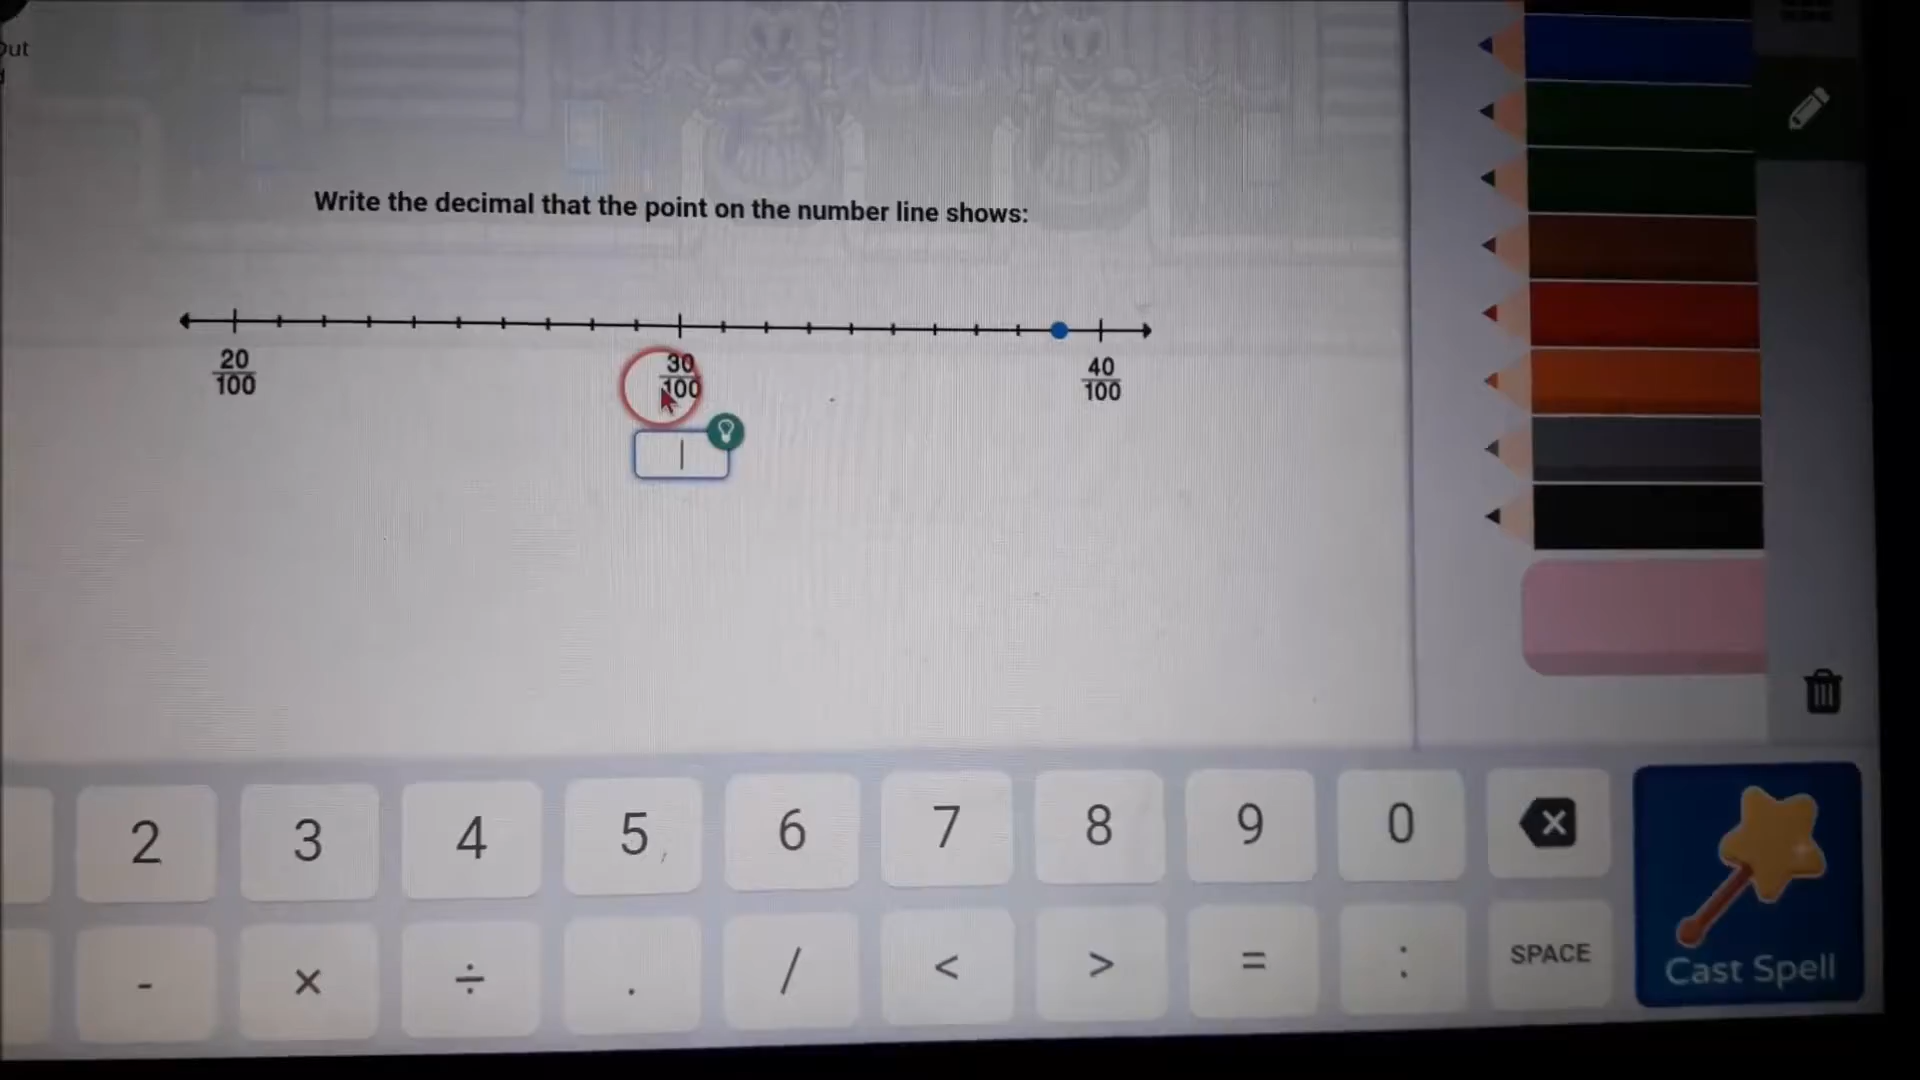 Out
Write the decimal that the point on the number line shows:
20 30 40
100 100 100
2 3 4 5 6 7 8 9 0
- × ÷ . / < > = : SPACE
Cast Spell